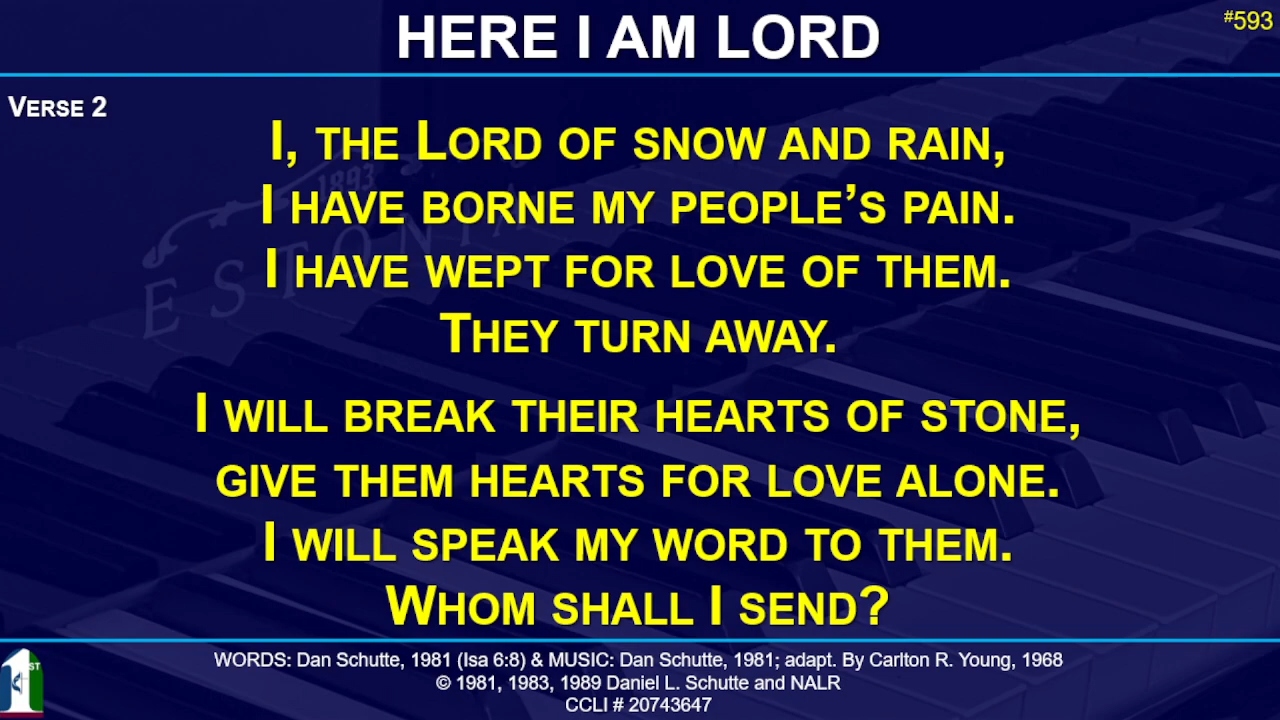 HERE I AM LORD
#593
VERSE 2
I, THE LORD OF SNOW AND RAIN,
I HAVE BORNE MY PEOPLE'S PAIN.
I HAVE WEPT FOR LOVE OF THEM.
THEY TURN AWAY.
I WILL BREAK THEIR HEARTS OF STONE,
GIVE THEM HEARTS FOR LOVE ALONE.
I WILL SPEAK MY WORD TO THEM.
WHOM SHALL I SEND?
1883
ESTONIA
WORDS: Dan Schutte, 1981 (Isa 6:8) & MUSIC: Dan Schutte, 1981; adapt. By Carlton R. Young, 1968
© 1981, 1983, 1989 Daniel L. Schutte and NALR
CCLI # 20743647
1ST